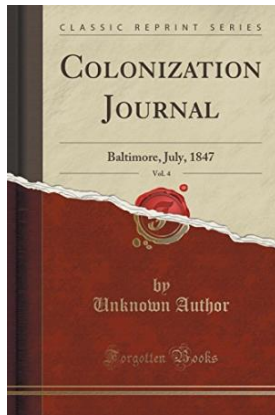 CLASSIC REPRINT SERIES
COLONIZATION
JOURNAL
Baltimore, July, 1847
Vol. 4
by
Unknown Author
Forgotten Books